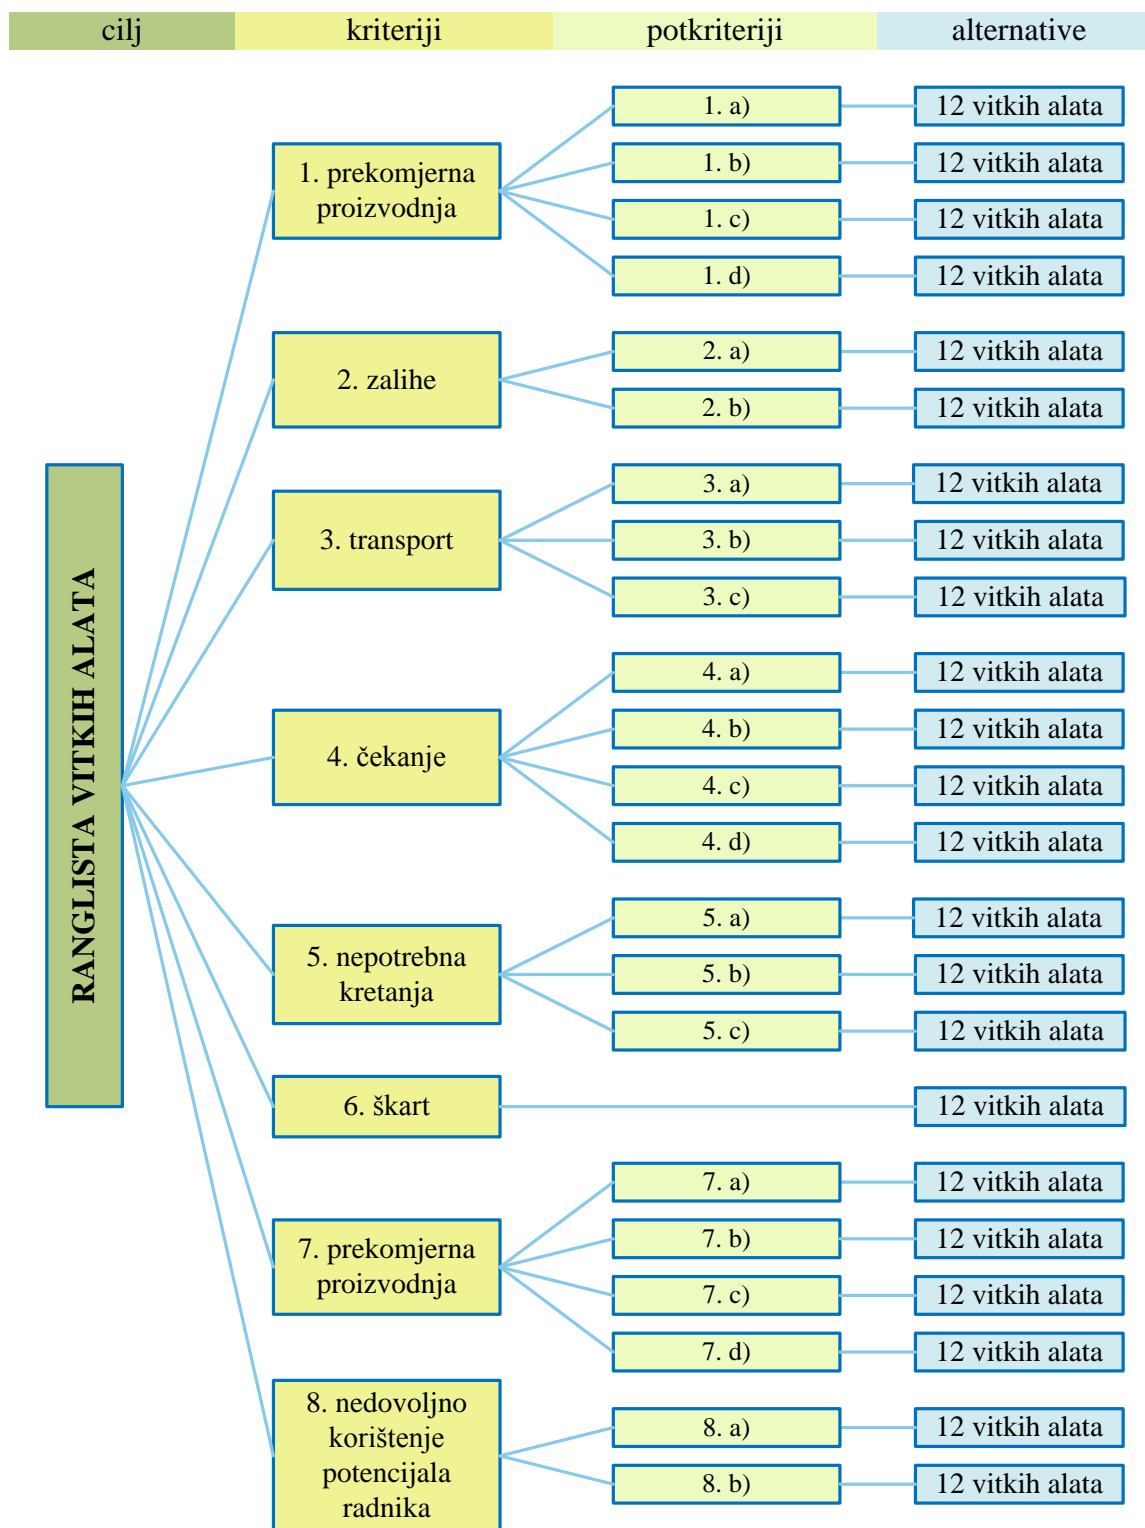 cilj kriteriji potkriteriji alternative
RANGLISTA VITKIH ALATA
1. prekomjerna
proizvodnja
1. a) 12 vitkih alata
1. b) 12 vitkih alata
1. c) 12 vitkih alata
1. d) 12 vitkih alata
2. zalihe
2. a) 12 vitkih alata
2. b) 12 vitkih alata
3. transport
3. a) 12 vitkih alata
3. b) 12 vitkih alata
3. c) 12 vitkih alata
4. čekanje
4. a) 12 vitkih alata
4. b) 12 vitkih alata
4. c) 12 vitkih alata
4. d) 12 vitkih alata
5. nepotrebna
kretanja
5. a) 12 vitkih alata
5. b) 12 vitkih alata
5. c) 12 vitkih alata
6. škart 12 vitkih alata
7. prekomjerna
proizvodnja
7. a) 12 vitkih alata
7. b) 12 vitkih alata
7. c) 12 vitkih alata
7. d) 12 vitkih alata
8. nedovoljno
korištenje
potencijala
radnika
8. a) 12 vitkih alata
8. b) 12 vitkih alata